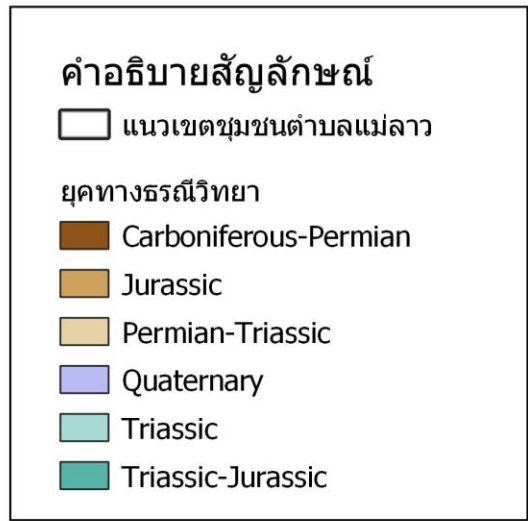 คำอธิบายสัญลักษณ์
แนวเขตชุมชนตำบลแม่ลาว
ยุคทางธรณีวิทยา
Carboniferous-Permian
Jurassic
Permian-Triassic
Quaternary
Triassic
Triassic-Jurassic